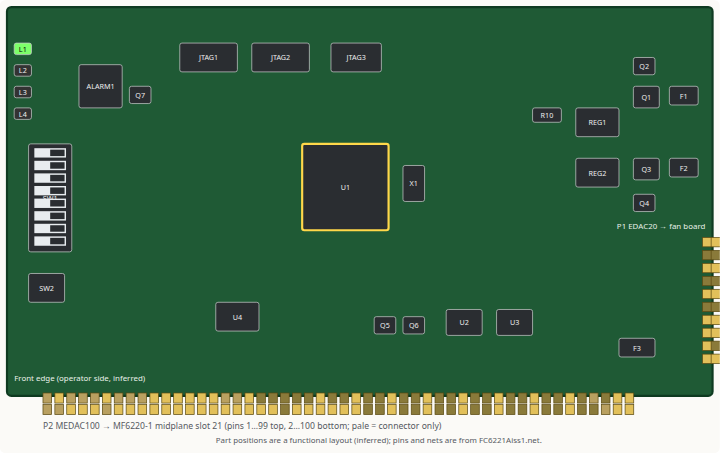 L1
L2
L3
L4
ALARM1
Q7
JTAG1
JTAG2
JTAG3
Q2
Q1
F1
R10
REG1
REG2
Q3
F2
Q4
U1
X1
P1 EDAC20 → fan board
SW2
U4
Q5
Q6
U2
U3
F3
Front edge (operator side, inferred)
P2 MEDAC100 → MF6220-1 midplane slot 21 (pins 1…99 top, 2…100 bottom; pale = connector only)
Part positions are a functional layout (inferred); pins and nets are from FC6221Aiss1.net.